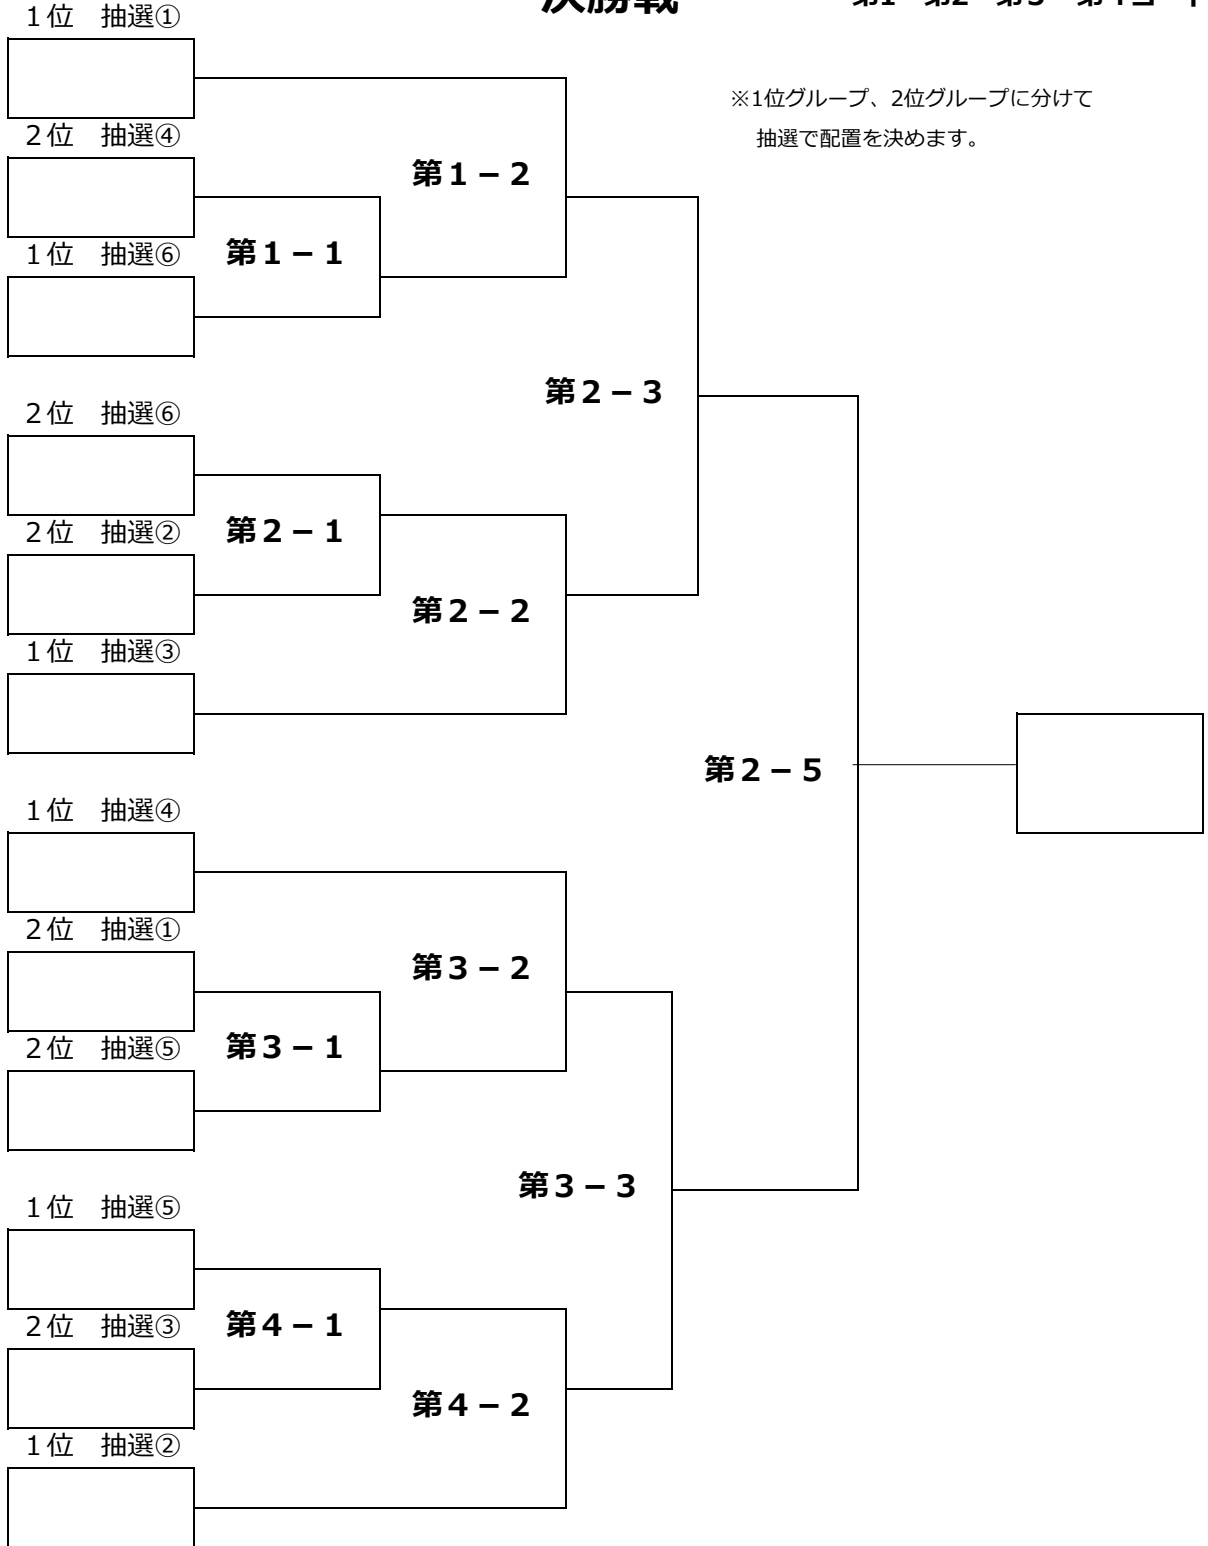 決勝戦
１位　抽選①
※1位グループ、2位グループに分けて
抽選で配置を決めます。
２位　抽選④
第１－２
１位　抽選⑥
第１－１
第２－３
２位　抽選⑥
２位　抽選②
第２－１
第２－２
１位　抽選③
第２－５
１位　抽選④
２位　抽選①
第３－２
２位　抽選⑤
第３－１
第３－３
１位　抽選⑤
２位　抽選③
第４－１
第４－２
１位　抽選②